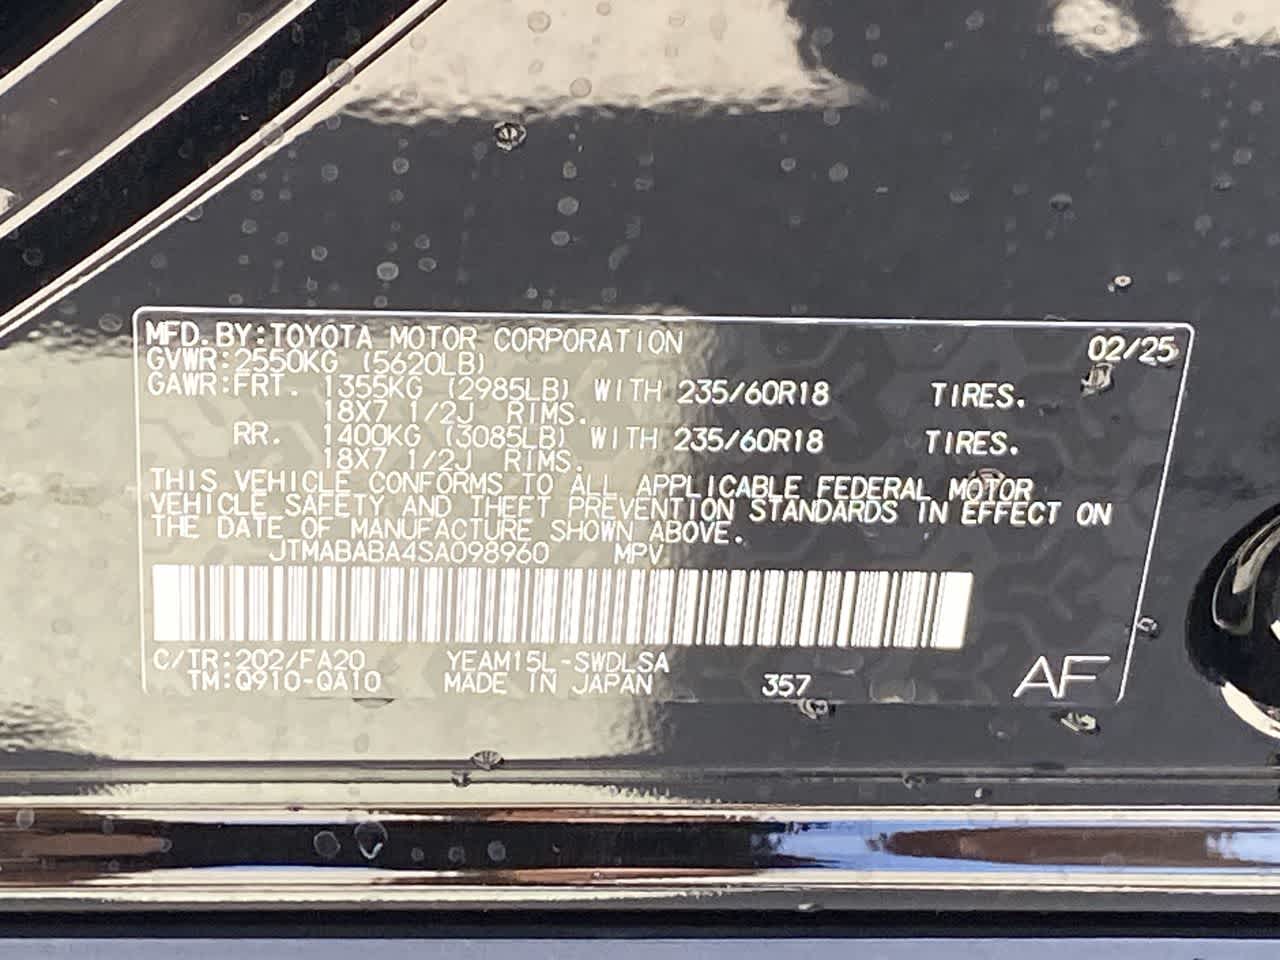 MFD. BY: TOYOTA MOTOR CORPORATION 02/25
GVWR: 2550KG (5620LB)
GAWR: FRT. 1355KG (2985LB) WITH 235/60R18 TIRES.
18X7 1/2J RIMS.
RR. 1400KG (3085LB) WITH 235/60R18 TIRES.
18X7 1/2J RIMS.
THIS VEHICLE CONFORMS TO ALL APPLICABLE FEDERAL MOTOR
VEHICLE SAFETY AND THEFT PREVENTION STANDARDS IN EFFECT ON
THE DATE OF MANUFACTURE SHOWN ABOVE.
JTMABABA4SA098960 MPV
C/TR: 202/FA20 YEAM15L-SWDLSA
TM: Q910-QA10 MADE IN JAPAN 357 AF